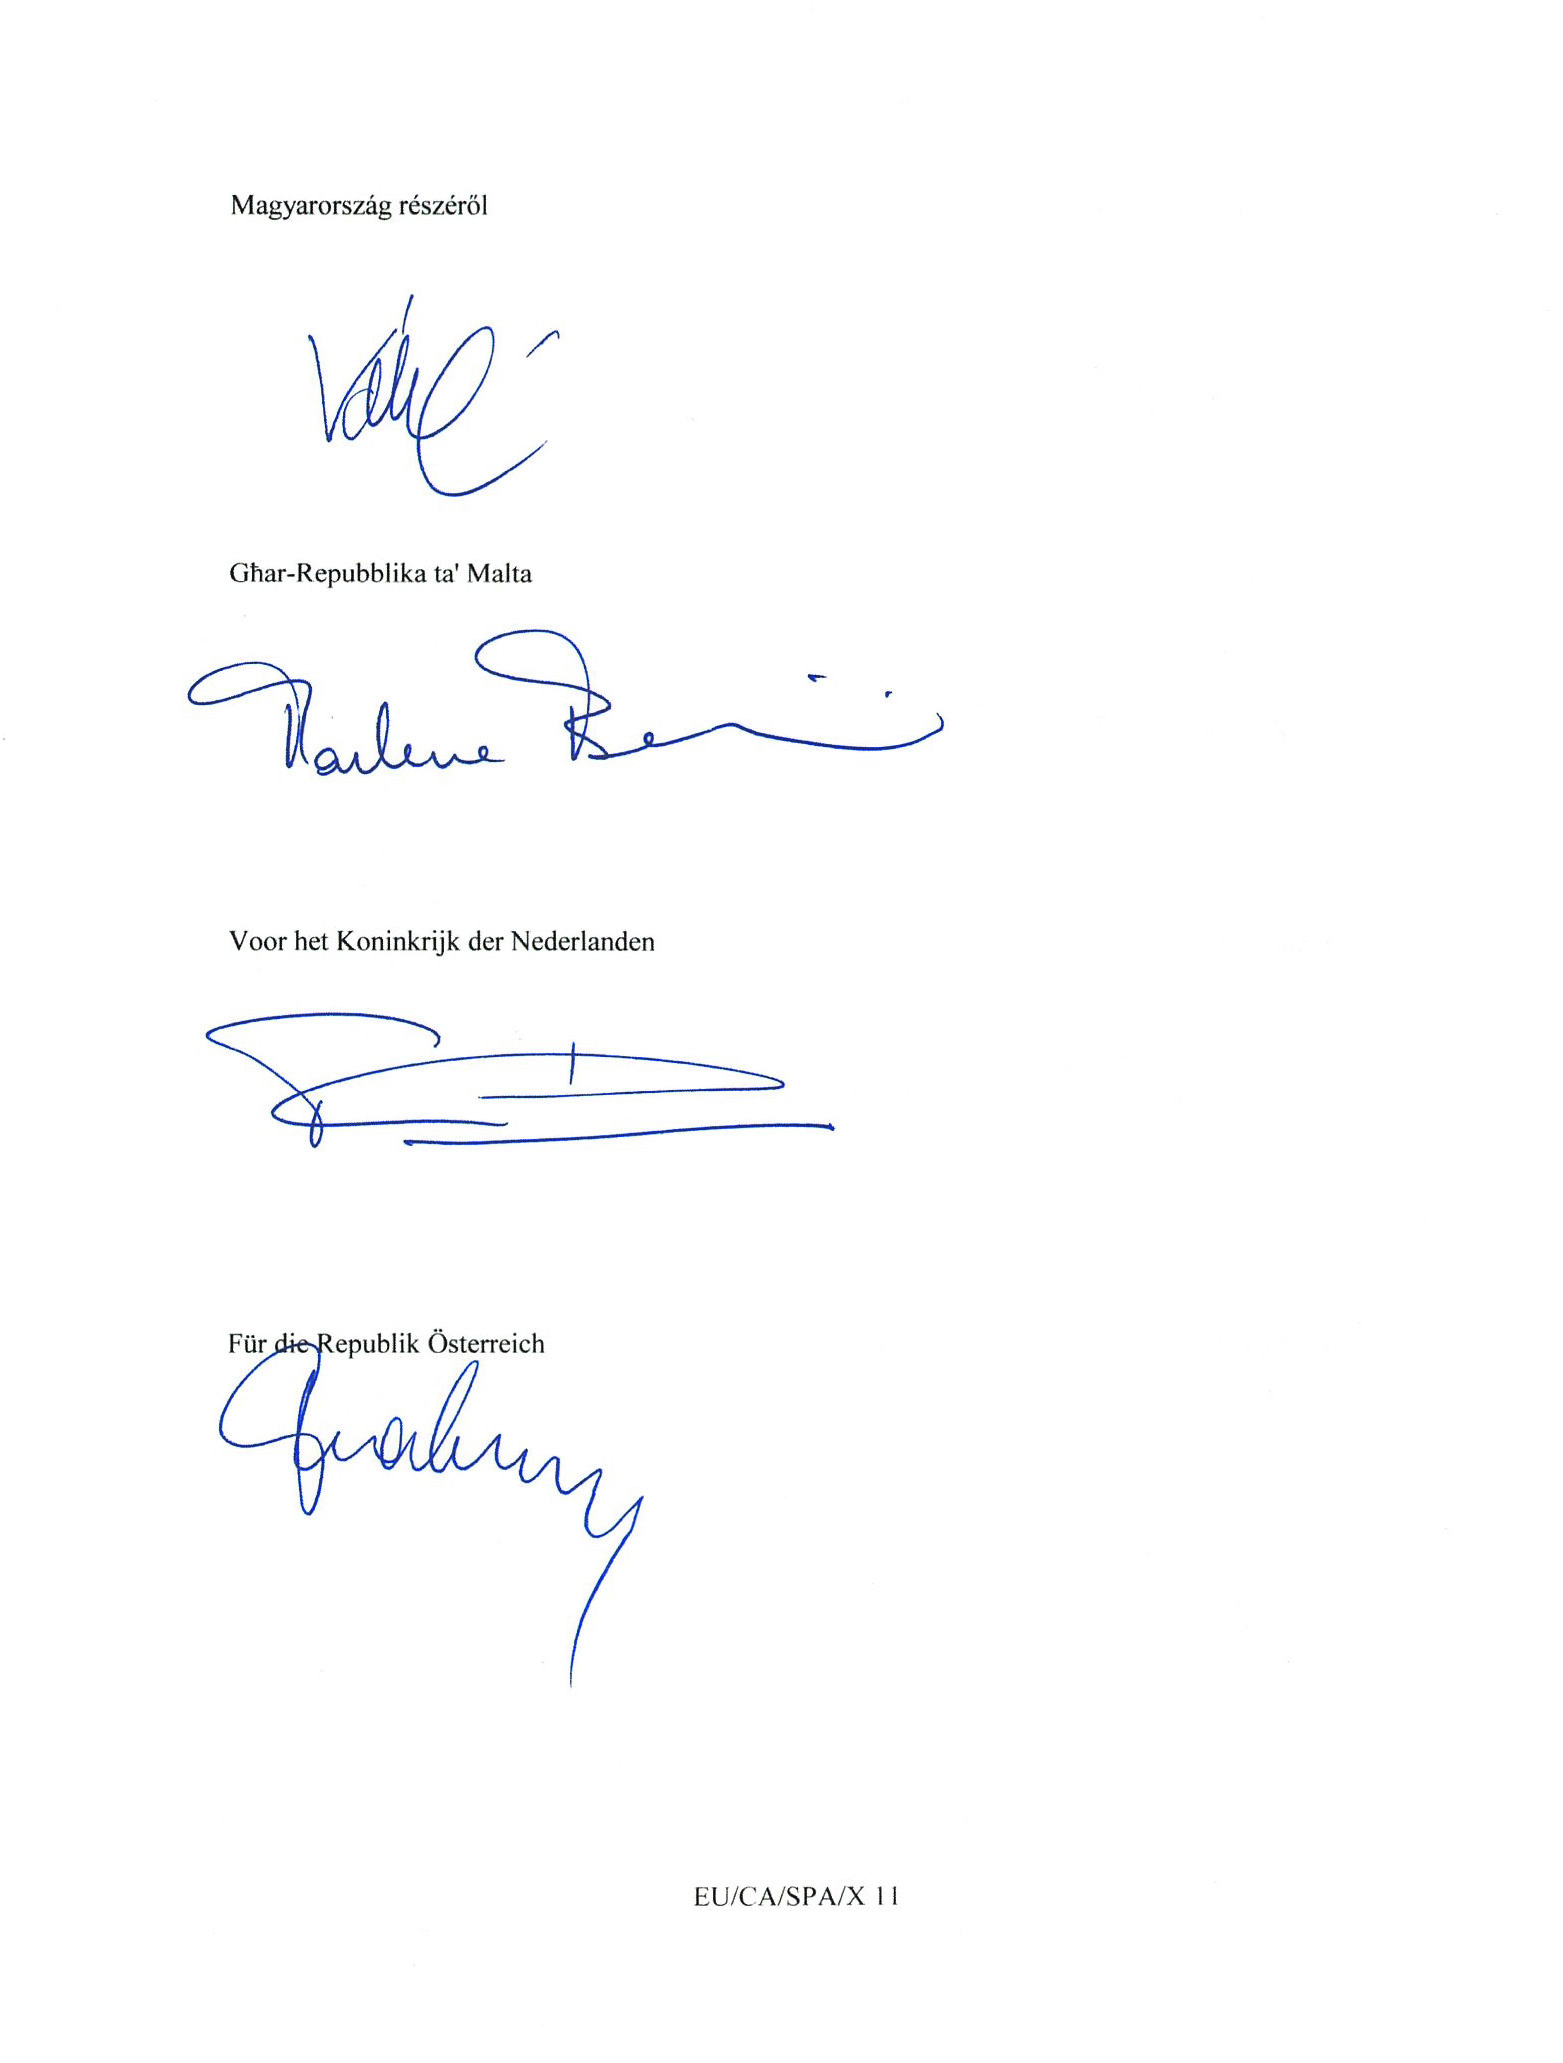 Magyarország részéről
Għar-Repubblika ta' Malta
Marlene
Voor het Koninkrijk der Nederlanden
Für die Republik Österreich
EU/CA/SPA/X 11